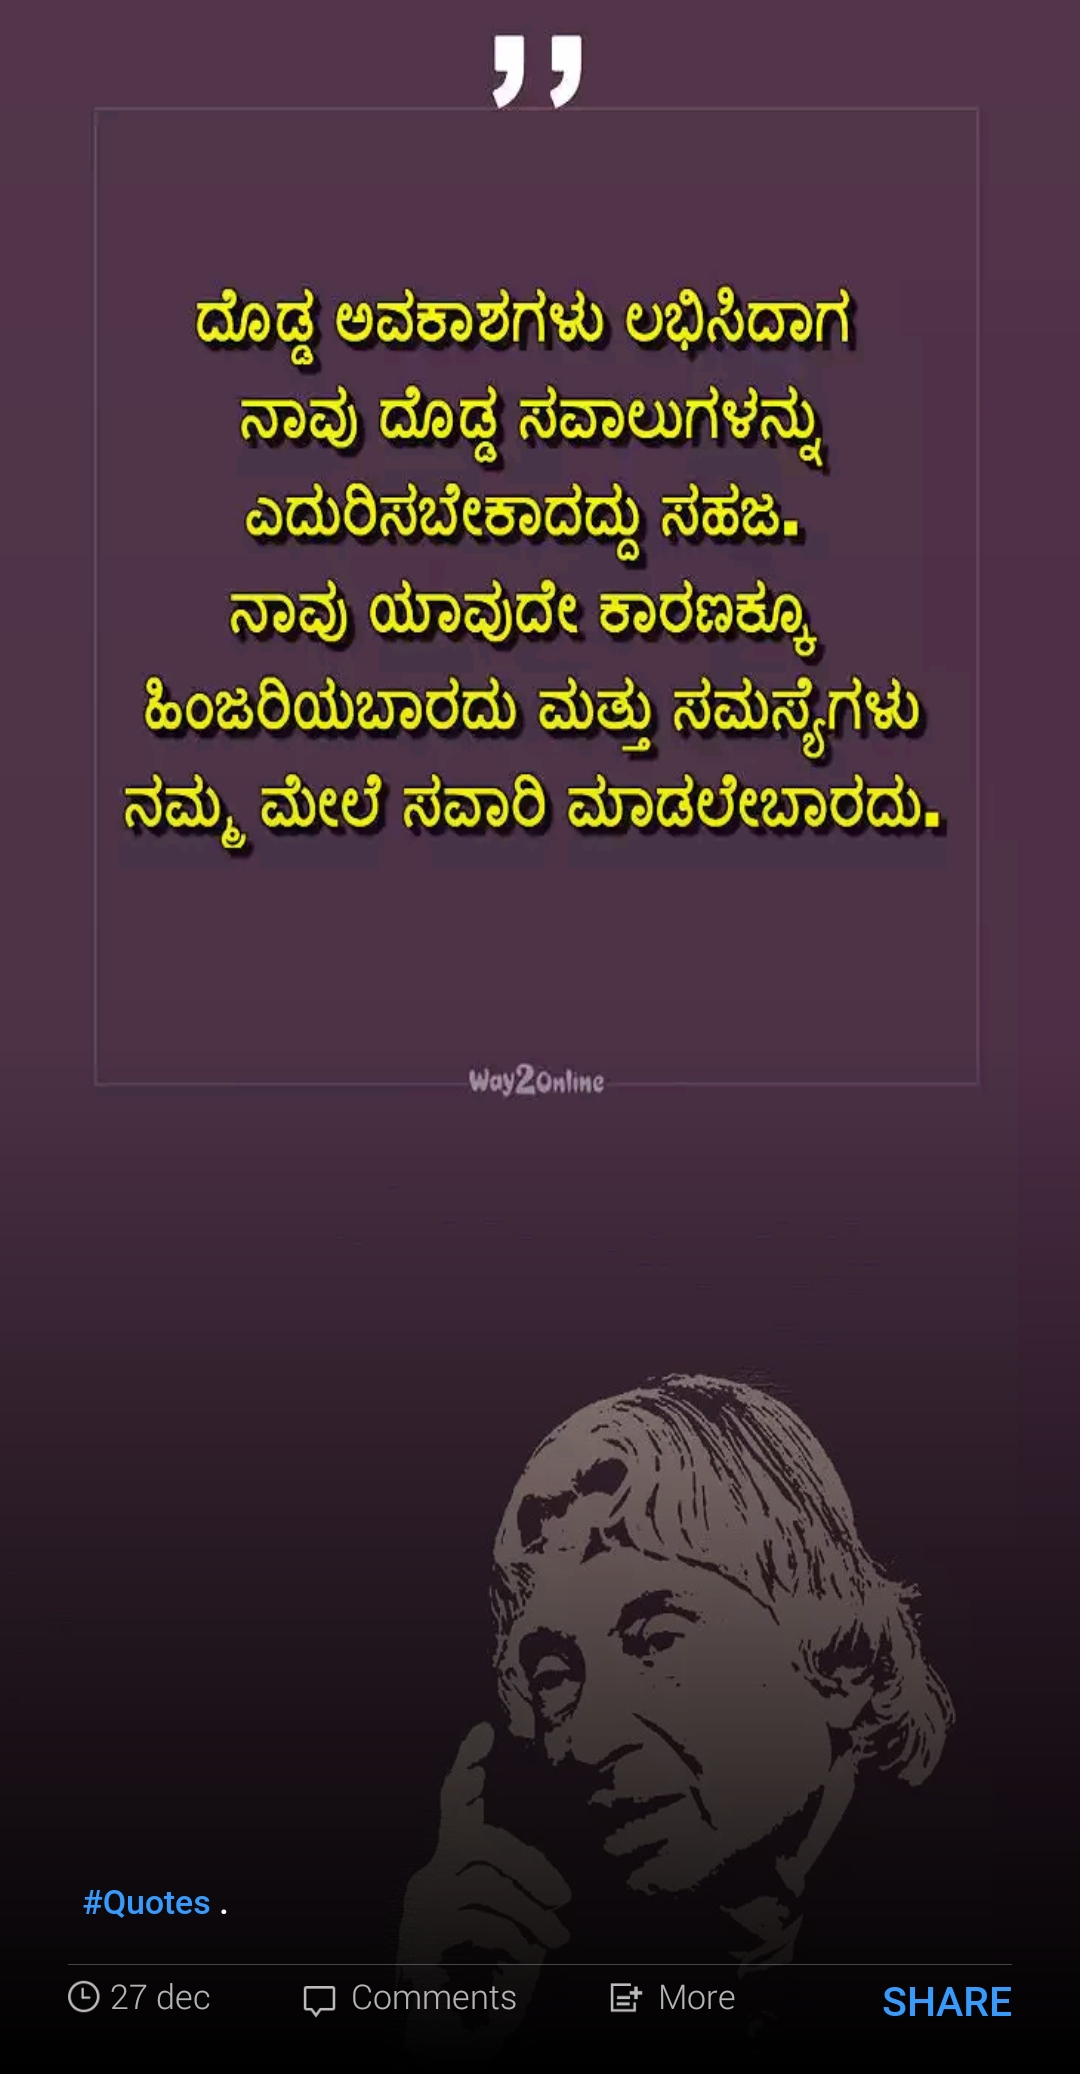 ”
ದೊಡ್ಡ ಅವಕಾಶಗಳು ಲಭಿಸಿದಾಗ
ನಾವು ದೊಡ್ಡ ಸವಾಲುಗಳನ್ನು
ಎದುರಿಸಬೇಕಾದದ್ದು ಸಹಜ.
ನಾವು ಯಾವುದೇ ಕಾರಣಕ್ಕೂ
ಹಿಂಜರಿಯಬಾರದು ಮತ್ತು ಸಮಸ್ಯೆಗಳು
ನಮ್ಮ ಮೇಲೆ ಸವಾರಿ ಮಾಡಲೇಬಾರದು.
Way2Online
#Quotes .
27 dec Comments More SHARE